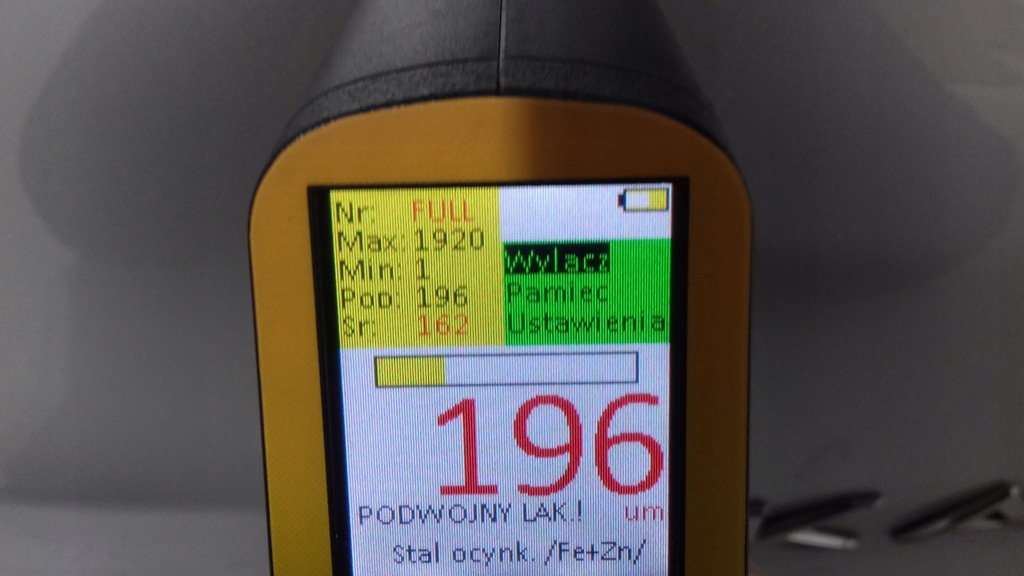 Nr: FULL
Max: 1920
Min: 1
Pop: 196
Sr: 162
Wylacz
Pamiec
Ustawienia
196
PODWOJNY LAK.! um
Stal ocynk. /Fe+Zn/